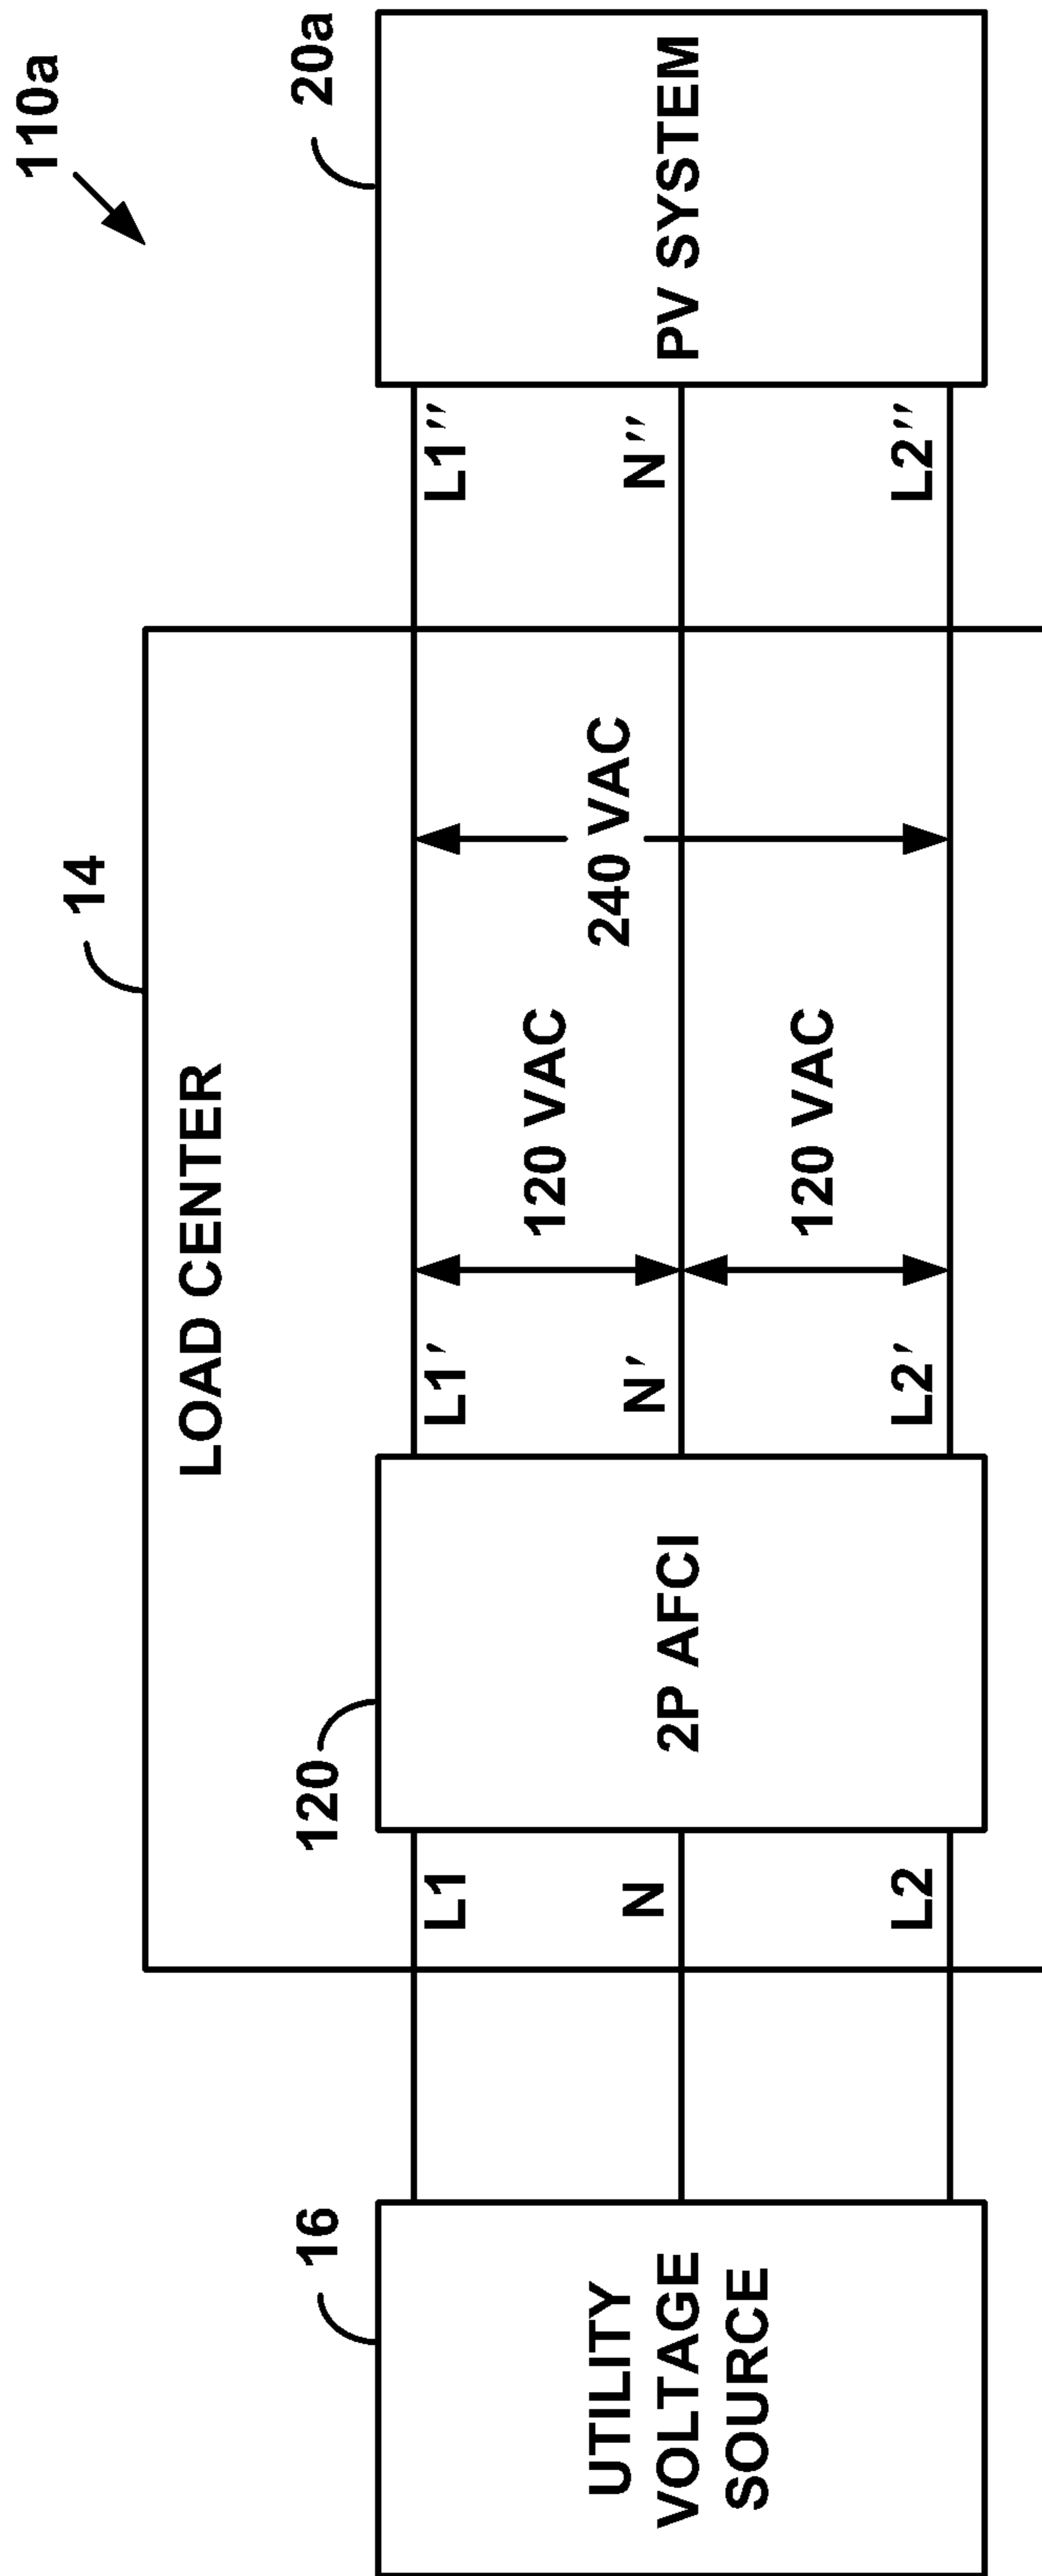 110a
14
LOAD CENTER
16
120
20a
UTILITY
VOLTAGE
SOURCE
L1
N
L2
2P AFCI
L1′
N′
L2′
120 VAC
120 VAC
240 VAC
L1″
N″
L2″
PV SYSTEM